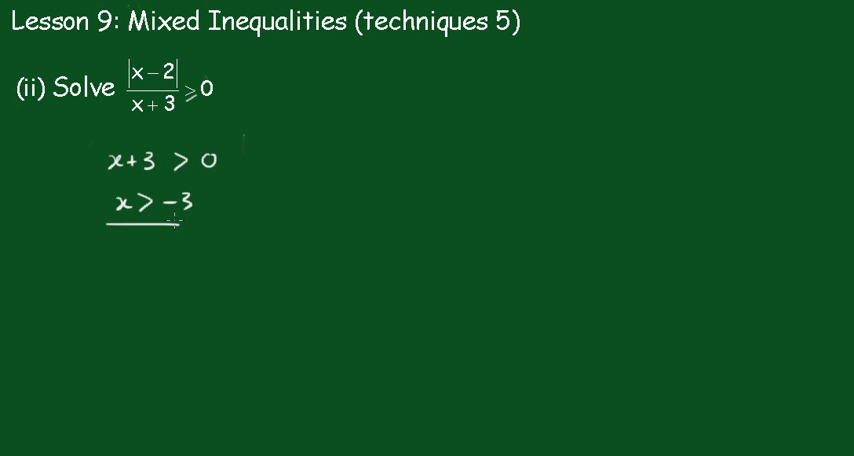 Lesson 9: Mixed Inequalities (techniques 5)
(ii) Solve |x-2|/x+3 ⩾0
x+3 > 0
x > -3